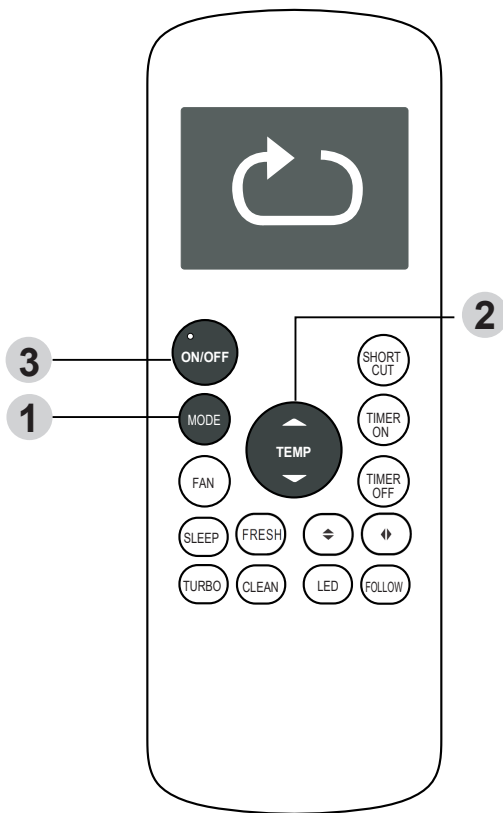 2
3
ON/OFF
SHORT
CUT
1
MODE
TEMP
TIMER
ON
FAN
TIMER
OFF
SLEEP
FRESH
TURBO
CLEAN
LED
FOLLOW